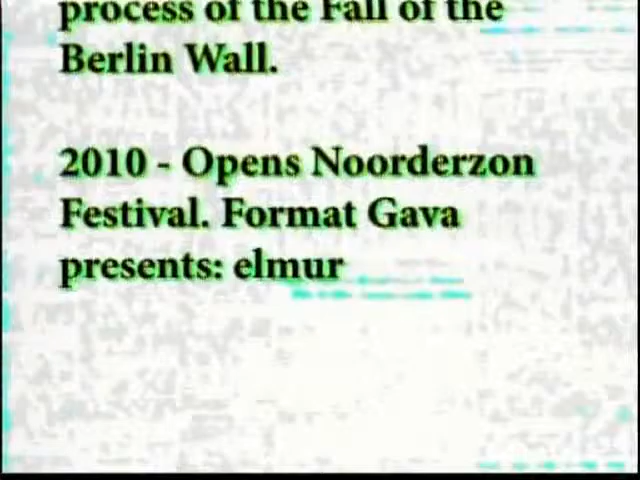 process of the Fall of the
Berlin Wall.
2010 - Opens Noorderzon
Festival. Format Gava
presents: elmur